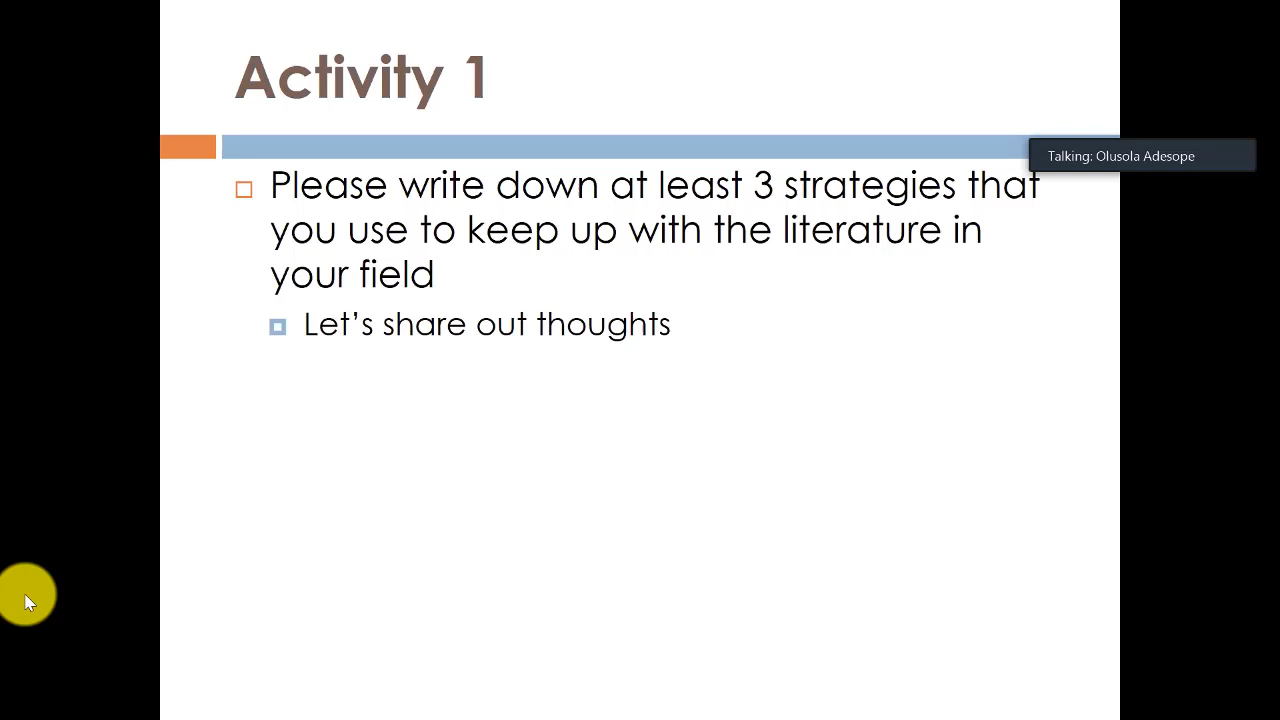 Activity 1
Talking: Olusola Adesope
Please write down at least 3 strategies that
you use to keep up with the literature in
your field
Let’s share out thoughts